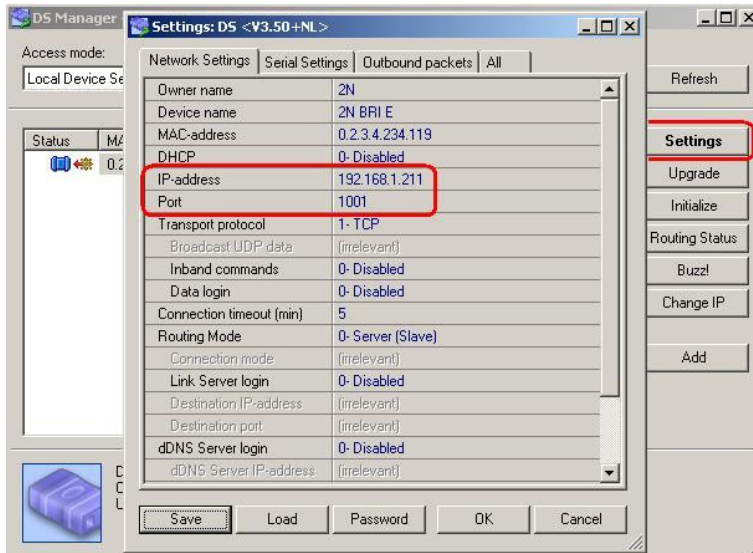 DS Manager
Settings: DS <V3.50+NL>
Access mode:
Local Device Se
Network Settings
Serial Settings
Outbound packets
All
Refresh
Owner name 2N
Device name 2N BRI E
MAC-address 0.2.3.4.234.119
DHCP 0- Disabled
IP-address 192.168.1.211
Port 1001
Transport protocol 1- TCP
Broadcast UDP data (irrelevant)
Inband commands 0- Disabled
Data login 0- Disabled
Connection timeout (min) 5
Routing Mode 0- Server (Slave)
Connection mode (irrelevant)
Link Server login 0- Disabled
Destination IP-address (irrelevant)
Destination port (irrelevant)
dDNS Server login 0- Disabled
dDNS Server IP-address (irrelevant)
Status
0.2
Settings
Upgrade
Initialize
Routing Status
Buzz!
Change IP
Add
Save
Load
Password
OK
Cancel